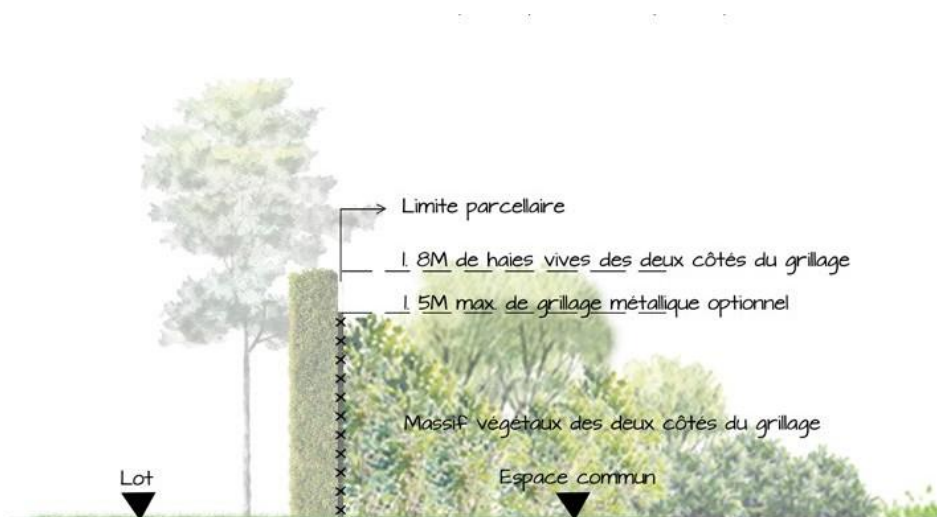 Limite parcellaire
1. 8M de haies vives des deux côtés du grillage
1. 5M max. de grillage métallique optionnel
Massif végétaux des deux côtés du grillage
Lot
Espace commun